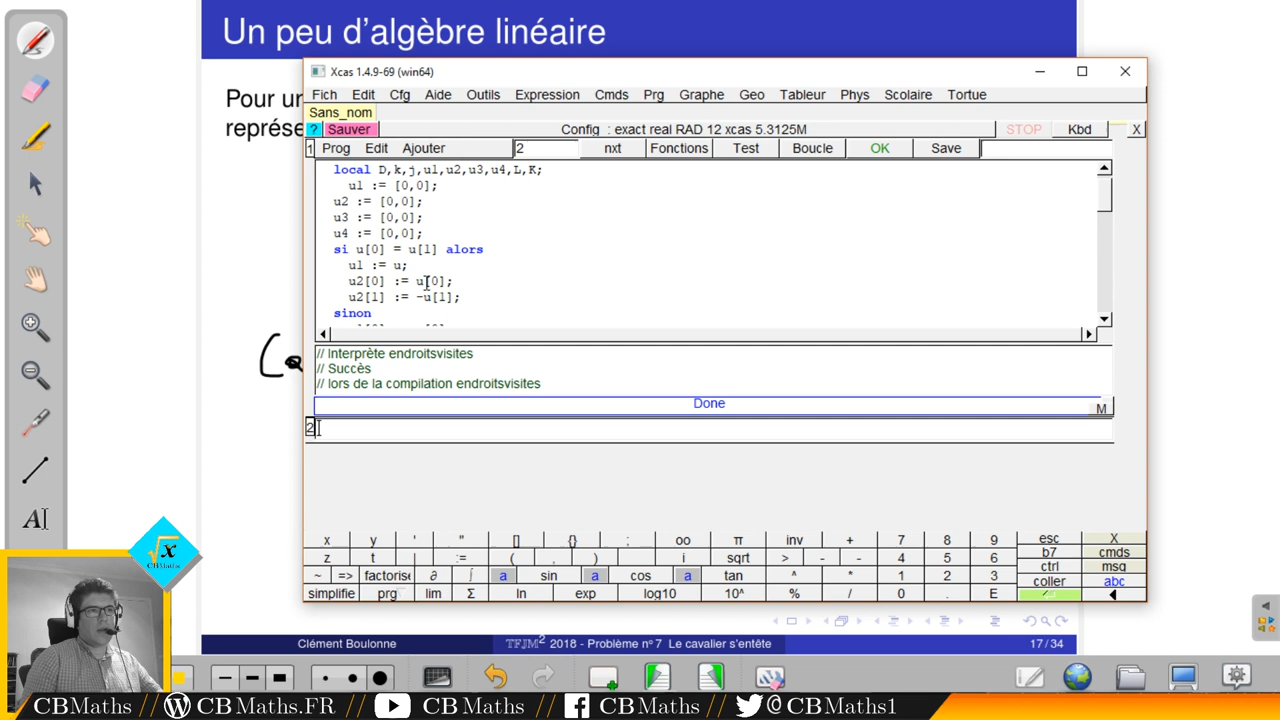 Un peu d'algèbre linéaire
Pour un
représe
Xcas 1.4.9-69 (win64)
Fich Edit Cfg Aide Outils Expression Cmds Prg Graphe Geo Tableur Phys Scolaire Tortue
Sans_nom
? Sauver Config : exact real RAD 12 xcas 5.3125M STOP Kbd X
1 Prog Edit Ajouter 2 nxt Fonctions Test Boucle OK Save
local D,k,j,u1,u2,u3,u4,L,K;
u1 := [0,0];
u2 := [0,0];
u3 := [0,0];
u4 := [0,0];
si u[0] = u[1] alors
u1 := u;
u2[0] := u[0];
u2[1] := -u[1];
sinon
// Interprète endroitsvisites
// Succès
// lors de la compilation endroitsvisites
Done
M
2
x y ' " [] {} ; oo π inv + 7 8 9 esc X
z t | := ( , ) i sqrt > - - 4 5 6 b7 cmds
~ => factorise ∂ ∫ a sin a cos a tan ^ * 1 2 3 ctrl msg
coller abc
simplifie prg lim Σ ln exp log10 10^ % / 0 . E
Clément Boulonne TFJM² 2018 - Problème nº 7 Le cavalier s'entête 17 / 34
AI
√x
CBMaths
CBMaths CBMaths.FR CBMaths CBMaths @CBMaths1